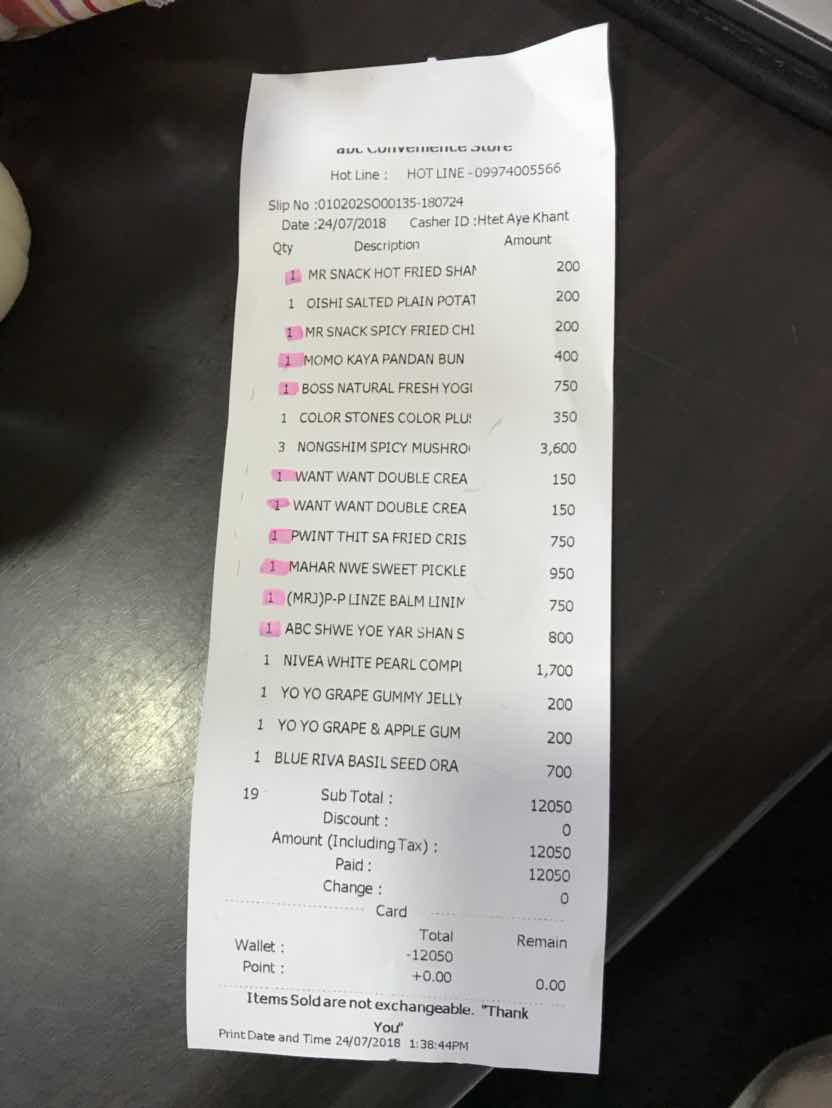 abc Convenience Store
Hot Line : HOT LINE -09974005566
Slip No :010202SO00135-180724
Date :24/07/2018 Casher ID :Htet Aye Khant
Qty Description Amount
1 MR SNACK HOT FRIED SHAN 200
1 OISHI SALTED PLAIN POTAT 200
1 MR SNACK SPICY FRIED CHI 200
1 MOMO KAYA PANDAN BUN 400
1 BOSS NATURAL FRESH YOGU 750
1 COLOR STONES COLOR PLUS 350
3 NONGSHIM SPICY MUSHRO 3,600
1 WANT WANT DOUBLE CREA 150
1 WANT WANT DOUBLE CREA 150
1 PWINT THIT SA FRIED CRIS 750
1 MAHAR NWE SWEET PICKLE 950
1 (MRJ)P-P LINZE BALM LINIM 750
1 ABC SHWE YOE YAR SHAN S 800
1 NIVEA WHITE PEARL COMPL 1,700
1 YO YO GRAPE GUMMY JELLY 200
1 YO YO GRAPE & APPLE GUM 200
1 BLUE RIVA BASIL SEED ORA 700
19 Sub Total : 12050
Discount : 0
Amount (Including Tax) : 12050
Paid : 12050
Change : 0
Card
Total Remain
Wallet : -12050
Point : +0.00 0.00
Items Sold are not exchangeable. "Thank
You"
Print Date and Time 24/07/2018 1:38:44PM